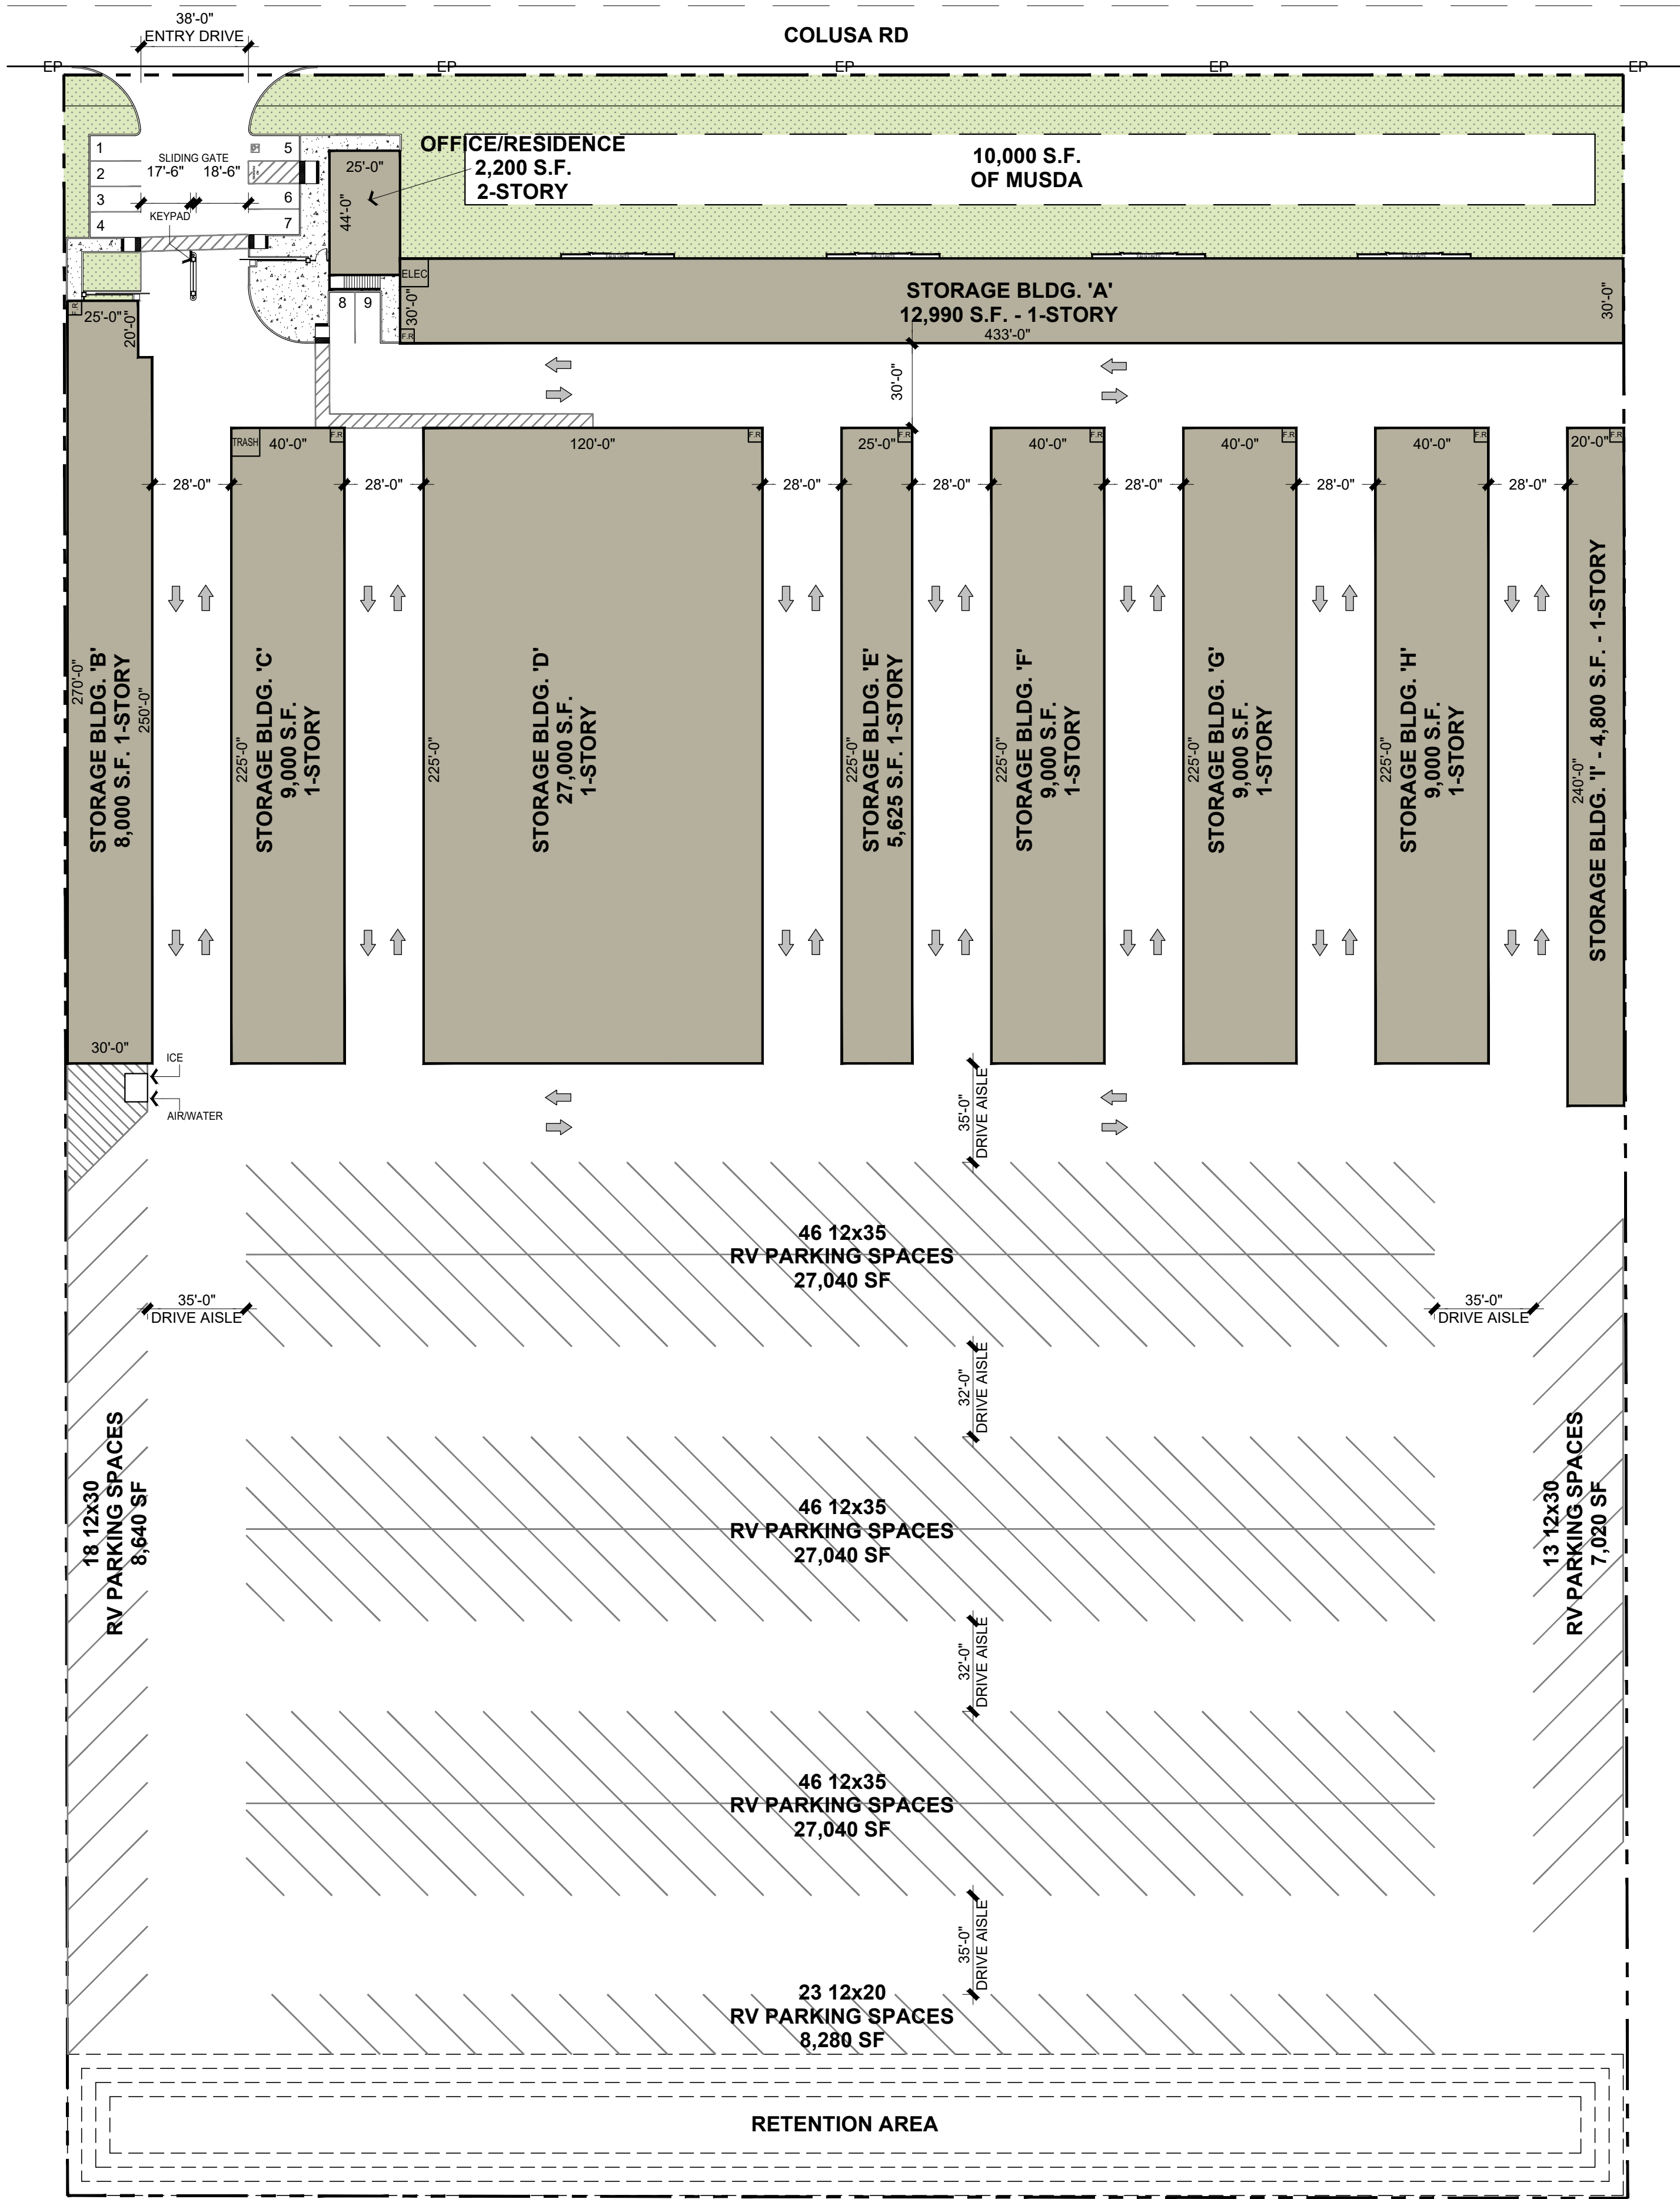 COLUSA RD
38'-0"
ENTRY DRIVE
EP
EP
EP
EP
EP
1
2
3
4
SLIDING GATE
17'-6"
18'-6"
KEYPAD
5
6
7
25'-0"
44'-0"
OFFICE/RESIDENCE
2,200 S.F.
2-STORY
10,000 S.F.
OF MUSDA
ELEC
30'-0"
F.R
8
9
STORAGE BLDG. 'A'
12,990 S.F. - 1-STORY
433'-0"
30'-0"
30'-0"
F.R
25'-0"
20'-0"
270'-0"
STORAGE BLDG. 'B'
8,000 S.F. 1-STORY
250'-0"
30'-0"
TRASH
40'-0"
F.R
120'-0"
F.R
25'-0"
F.R
40'-0"
F.R
40'-0"
F.R
40'-0"
F.R
20'-0"
F.R
28'-0"
28'-0"
28'-0"
28'-0"
28'-0"
28'-0"
28'-0"
225'-0"
STORAGE BLDG. 'C'
9,000 S.F.
1-STORY
225'-0"
STORAGE BLDG. 'D'
27,000 S.F.
1-STORY
225'-0"
STORAGE BLDG. 'E'
5,625 S.F. 1-STORY
225'-0"
STORAGE BLDG. 'F'
9,000 S.F.
1-STORY
225'-0"
STORAGE BLDG. 'G'
9,000 S.F.
1-STORY
225'-0"
STORAGE BLDG. 'H'
9,000 S.F.
1-STORY
240'-0"
STORAGE BLDG. 'I' - 4,800 S.F. - 1-STORY
ICE
AIR/WATER
35'-0"
DRIVE AISLE
46 12x35
RV PARKING SPACES
27,040 SF
35'-0"
DRIVE AISLE
35'-0"
DRIVE AISLE
32'-0"
DRIVE AISLE
18 12x30
RV PARKING SPACES
8,640 SF
46 12x35
RV PARKING SPACES
27,040 SF
13 12x30
RV PARKING SPACES
7,020 SF
32'-0"
DRIVE AISLE
46 12x35
RV PARKING SPACES
27,040 SF
35'-0"
DRIVE AISLE
23 12x20
RV PARKING SPACES
8,280 SF
RETENTION AREA